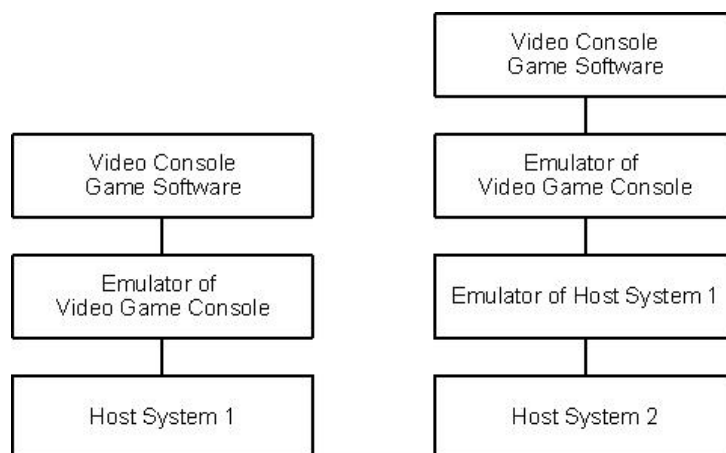 Video Console
Game Software
Emulator of
Video Game Console
Host System 1
Video Console
Game Software
Emulator of
Video Game Console
Emulator of Host System 1
Host System 2